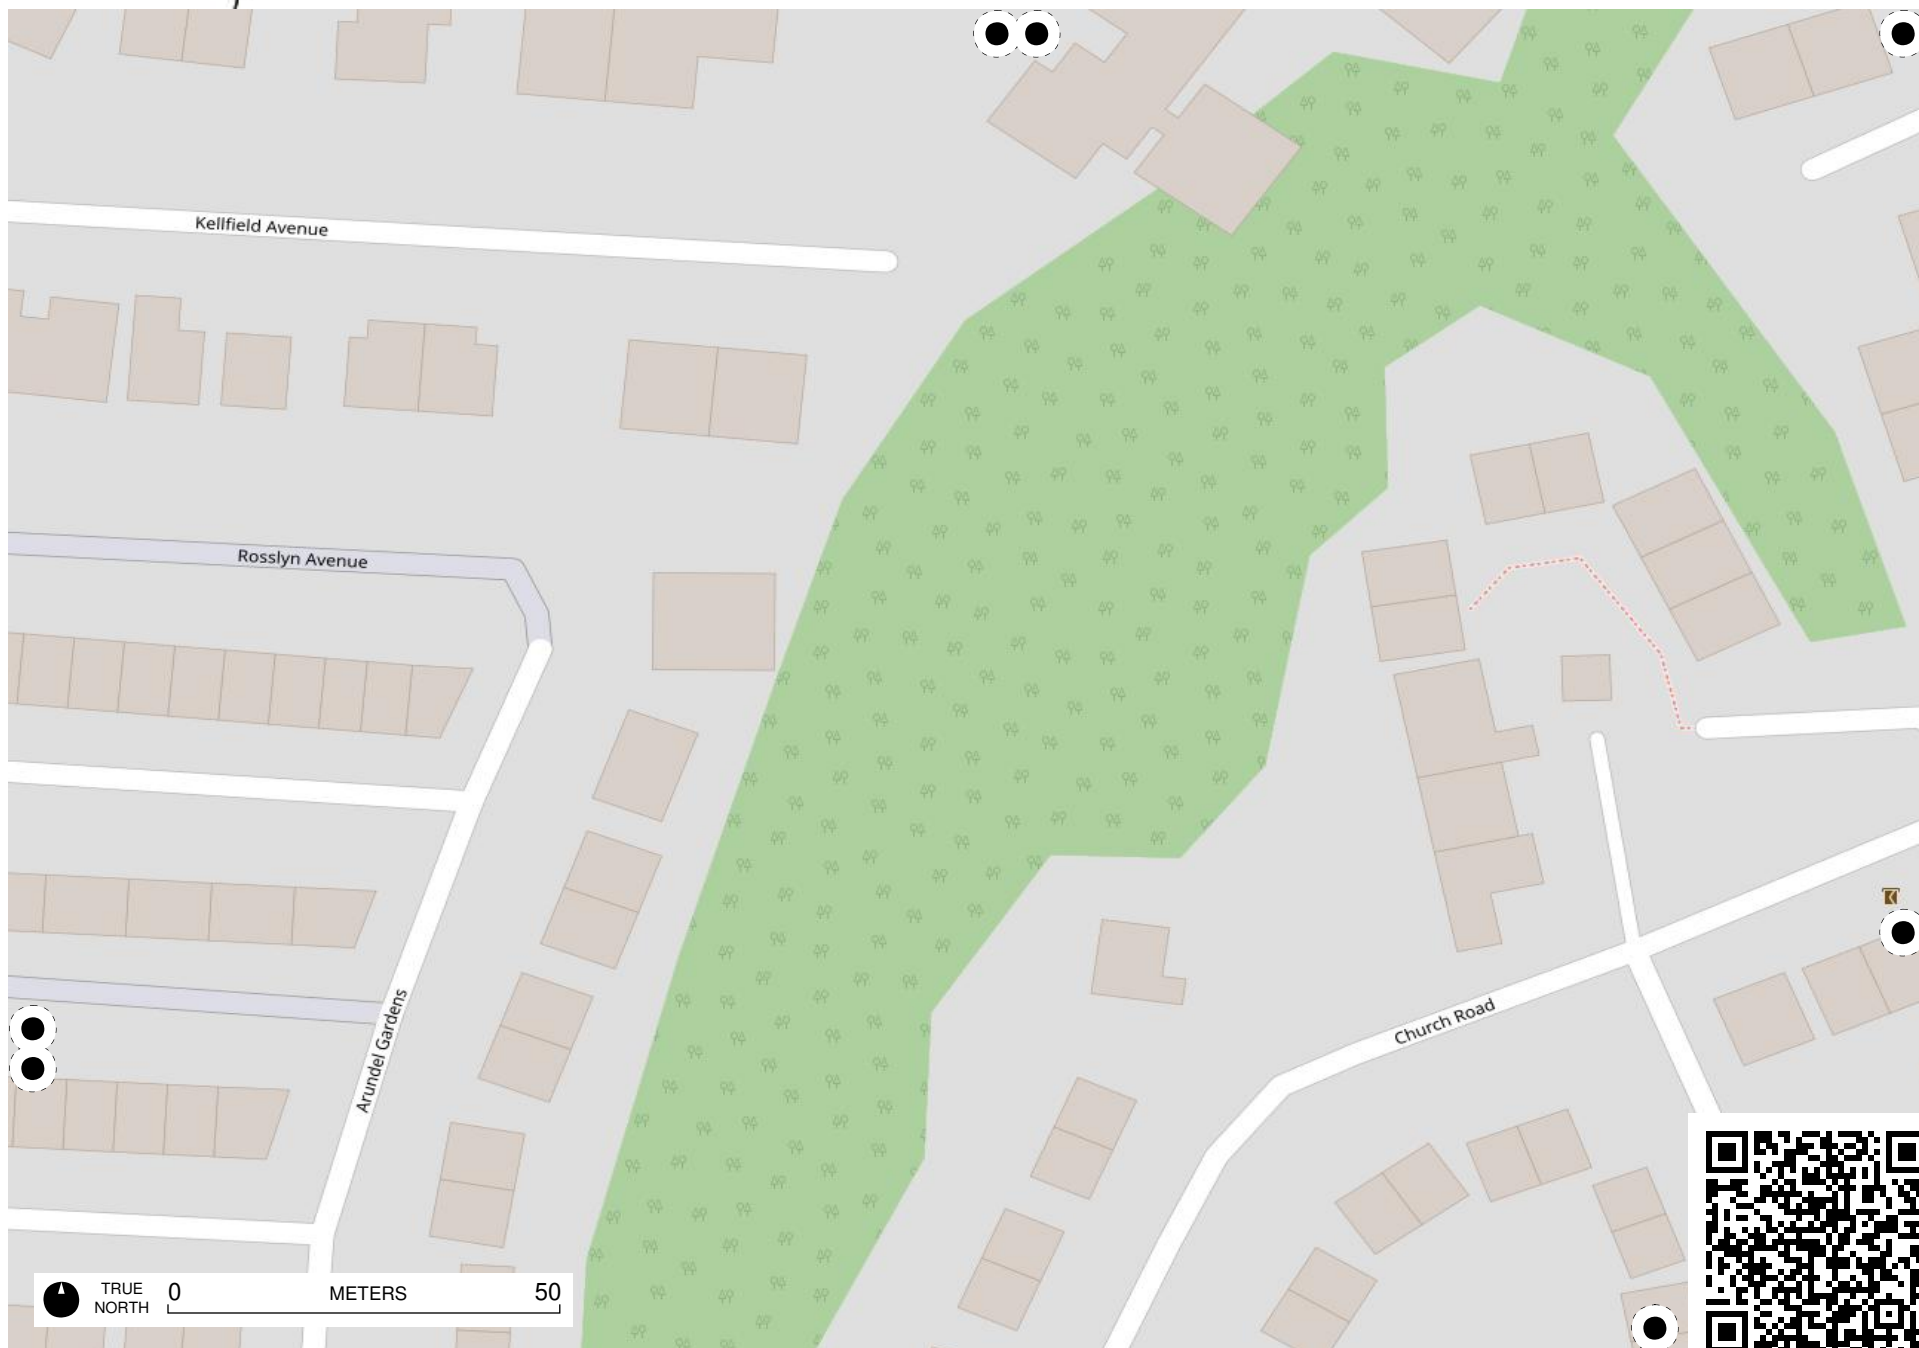 Kellfield Avenue
Rosslyn Avenue
Arundel Gardens
Church Road
TRUE
NORTH
0
METERS
50